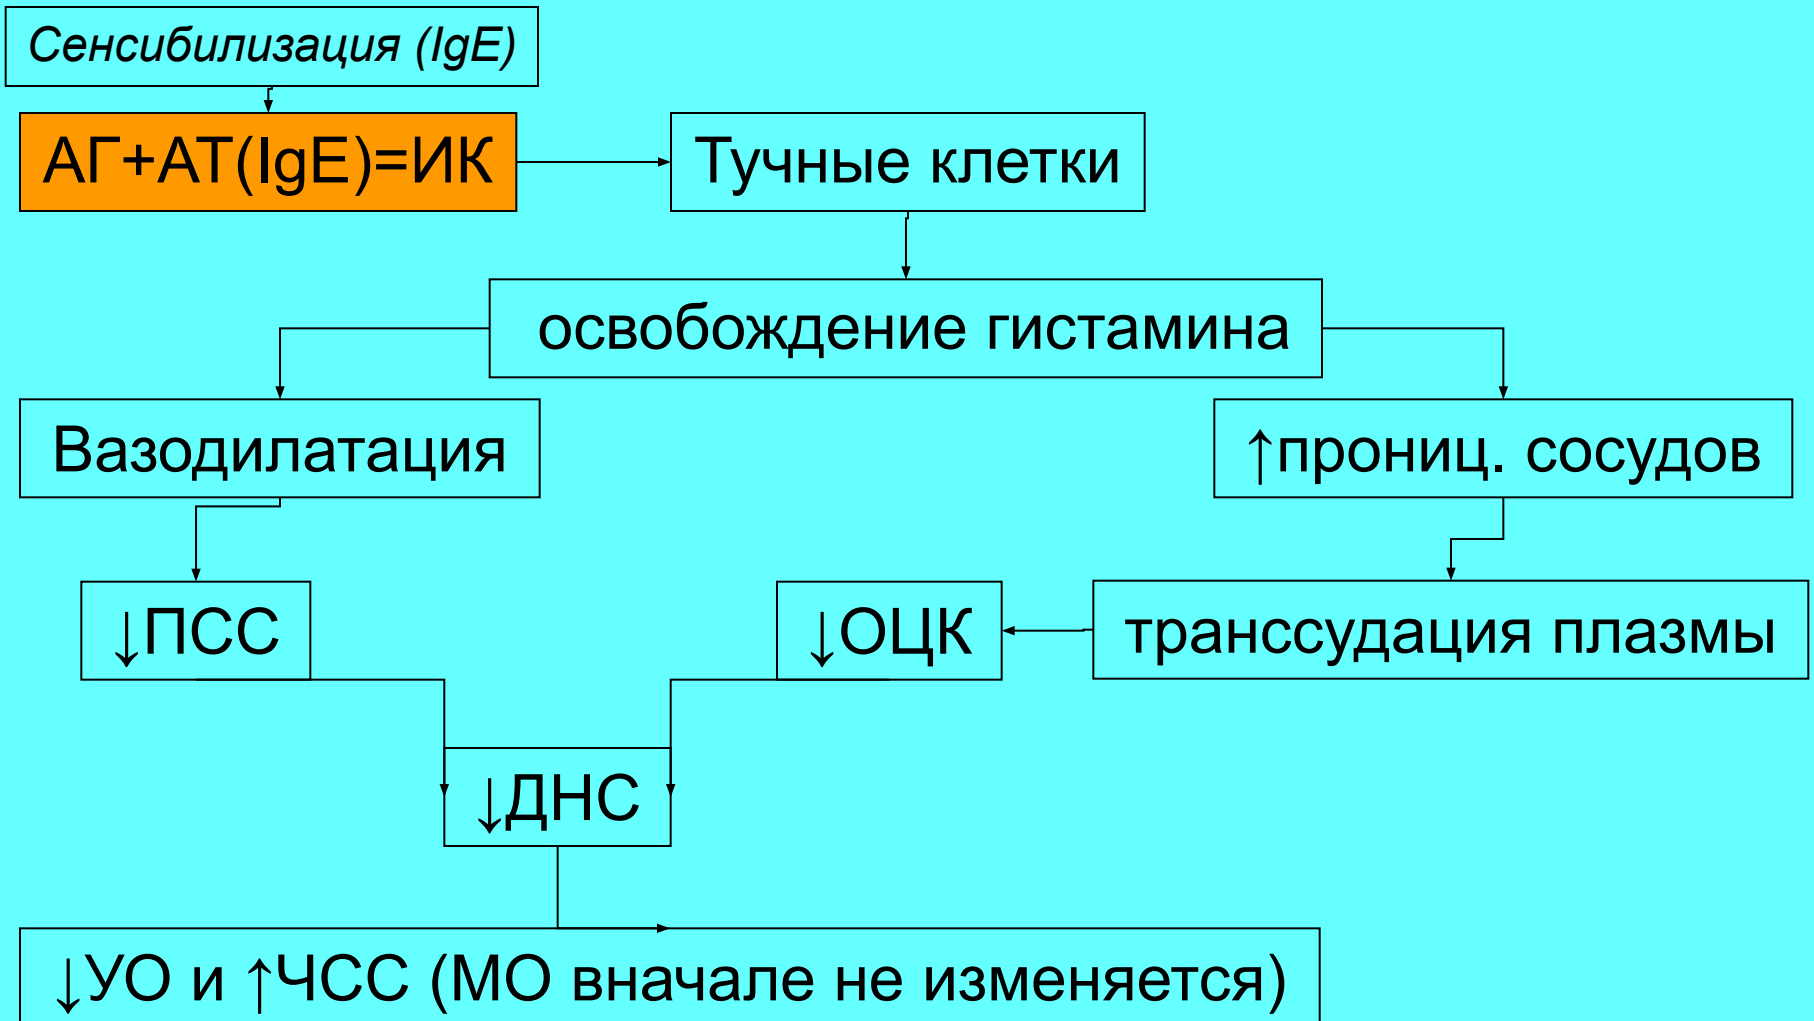 Сенсибилизация (IgE)
АГ+АТ(IgE)=ИК
Тучные клетки
освобождение гистамина
Вазодилатация
↑прониц. сосудов
↓ПСС
↓ОЦК
транссудация плазмы
↓ДНС
↓УО и ↑ЧСС (МО вначале не изменяется)